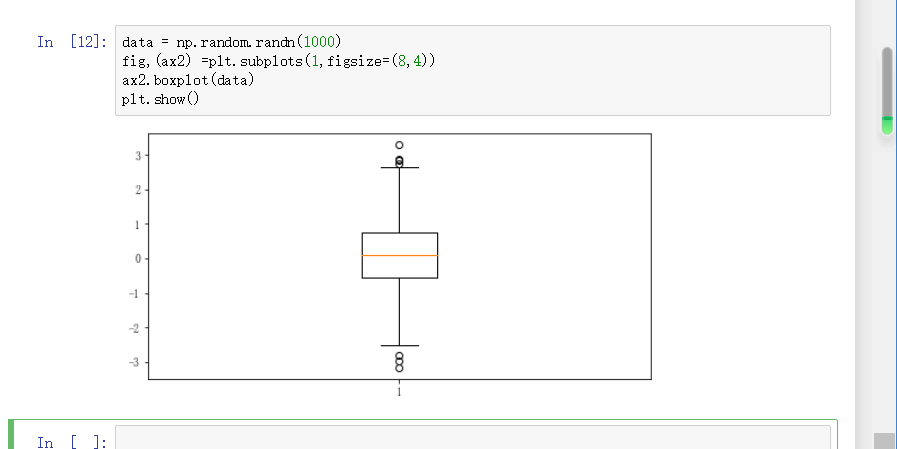 In [12]:
data = np.random.randn(1000)
fig,(ax2) =plt.subplots(1,figsize=(8,4))
ax2.boxplot(data)
plt.show()
3
2
1
0
-1
-2
-3
1
In [ ]: